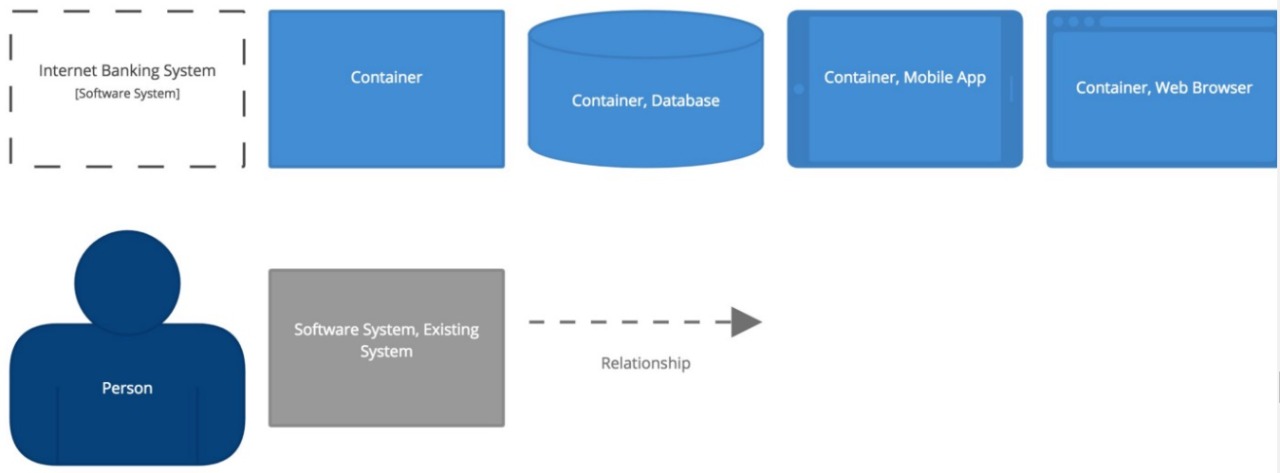 Internet Banking System
[Software System]
Container
Container, Database
Container, Mobile App
Container, Web Browser
Person
Software System, Existing
System
Relationship